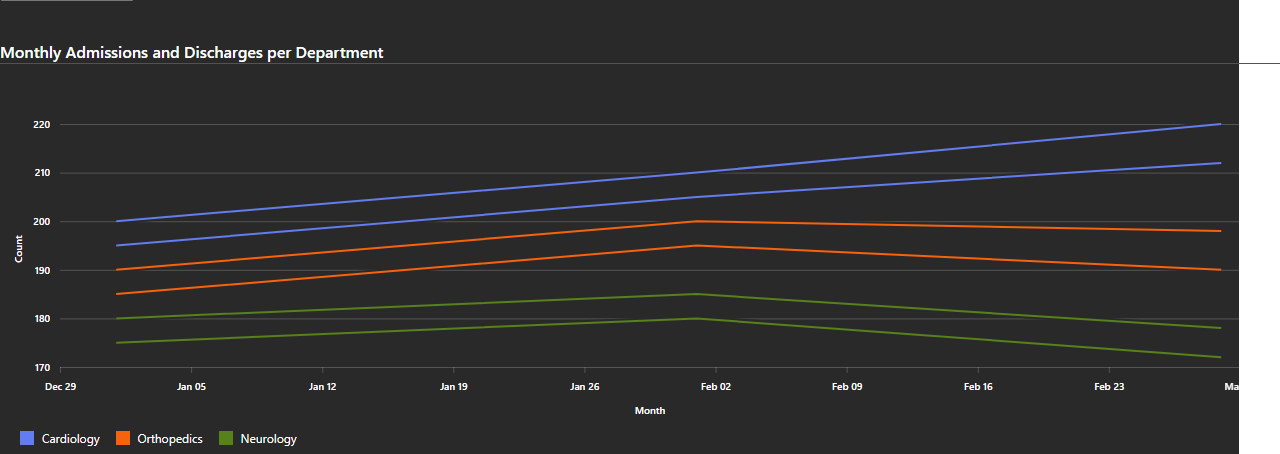 Monthly Admissions and Discharges per Department
220
210
200
190
180
170
Count
Dec 29 Jan 05 Jan 12 Jan 19 Jan 26 Feb 02 Feb 09 Feb 16 Feb 23 Ma
Month
Cardiology Orthopedics Neurology